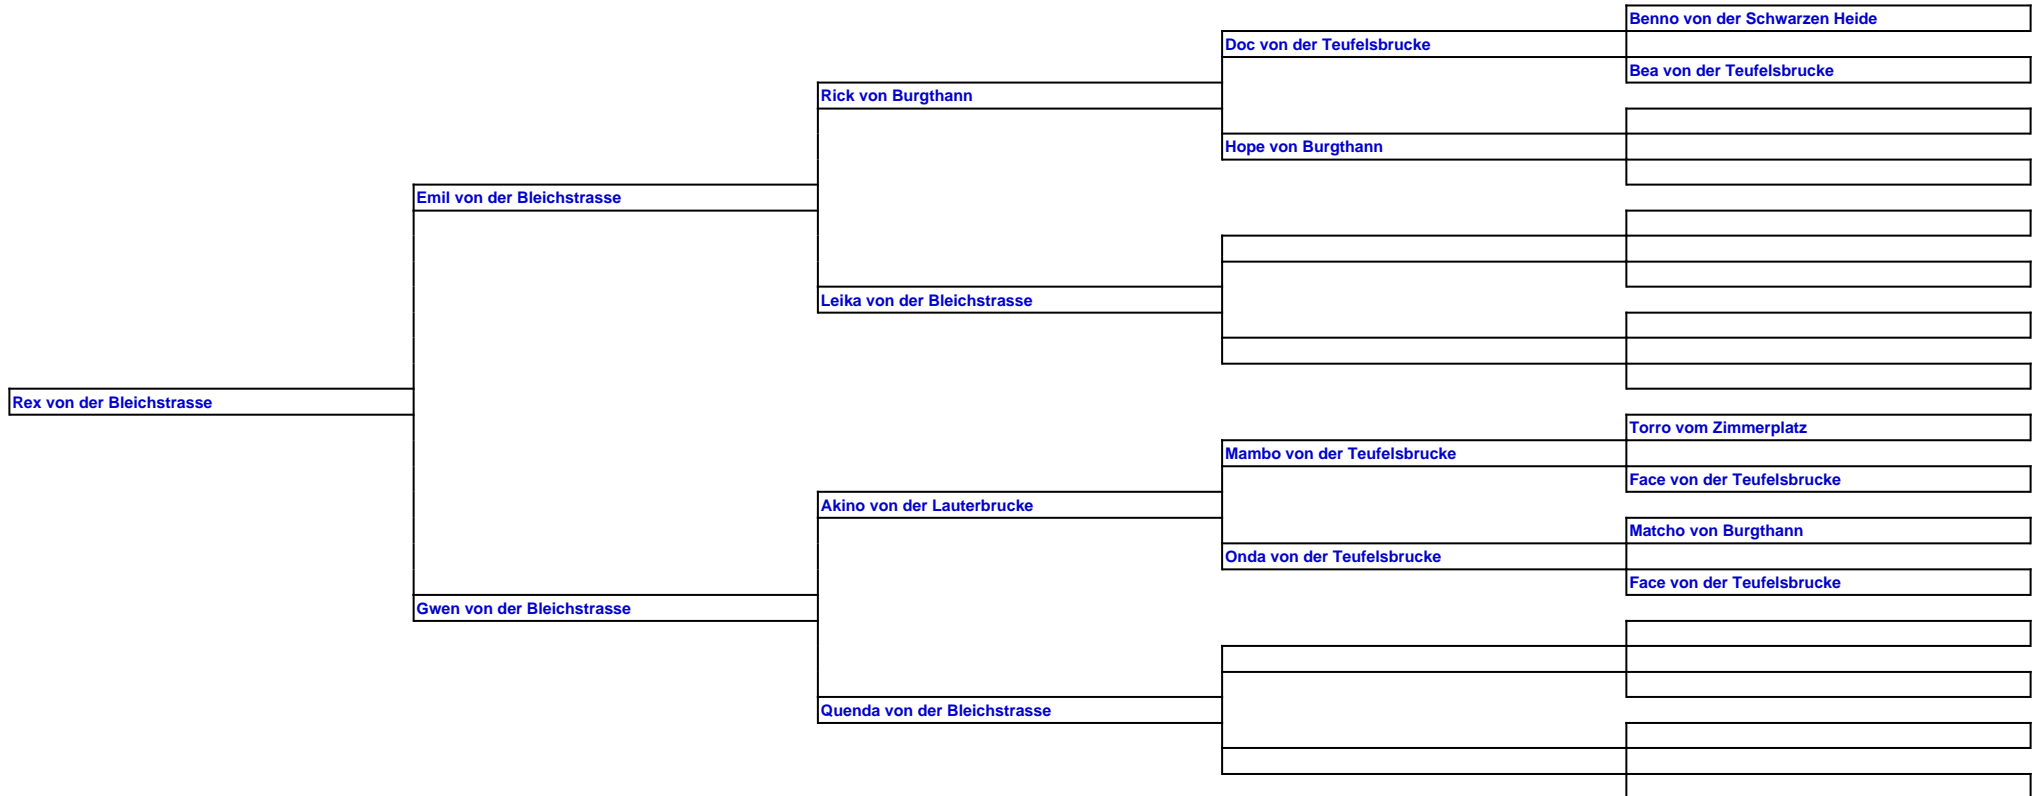 Benno von der Schwarzen Heide
Doc von der Teufelsbrucke
Bea von der Teufelsbrucke
Rick von Burgthann
Hope von Burgthann
Emil von der Bleichstrasse
Leika von der Bleichstrasse
Rex von der Bleichstrasse
Torro vom Zimmerplatz
Mambo von der Teufelsbrucke
Face von der Teufelsbrucke
Akino von der Lauterbrucke
Matcho von Burgthann
Onda von der Teufelsbrucke
Face von der Teufelsbrucke
Gwen von der Bleichstrasse
Quenda von der Bleichstrasse